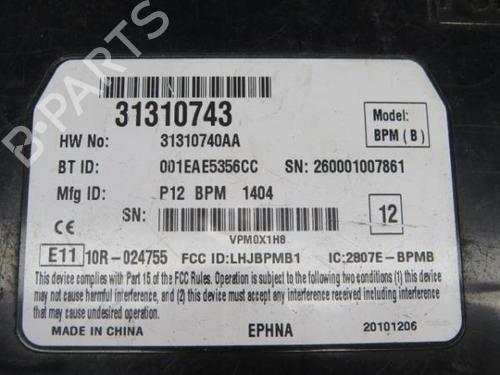 B-PARTS
31310743
Model:
BPM ( B )
HW No: 31310740AA
BT ID: 001EAE5356CC SN: 260001007861
Mfg ID: P12 BPM 1404
SN:
12
VPM0X1H8
E11 10R-024755 FCC ID:LHJBPMB1 IC:2807E-BPMB
This device complies with Part 15 of the FCC Rules. Operation is subject to the following two conditions (1) this device
may not cause harmful interference, and (2) this device must accept any interference received, including
interference that may cause undesired operation.
MADE IN CHINA EPHNA 20101206